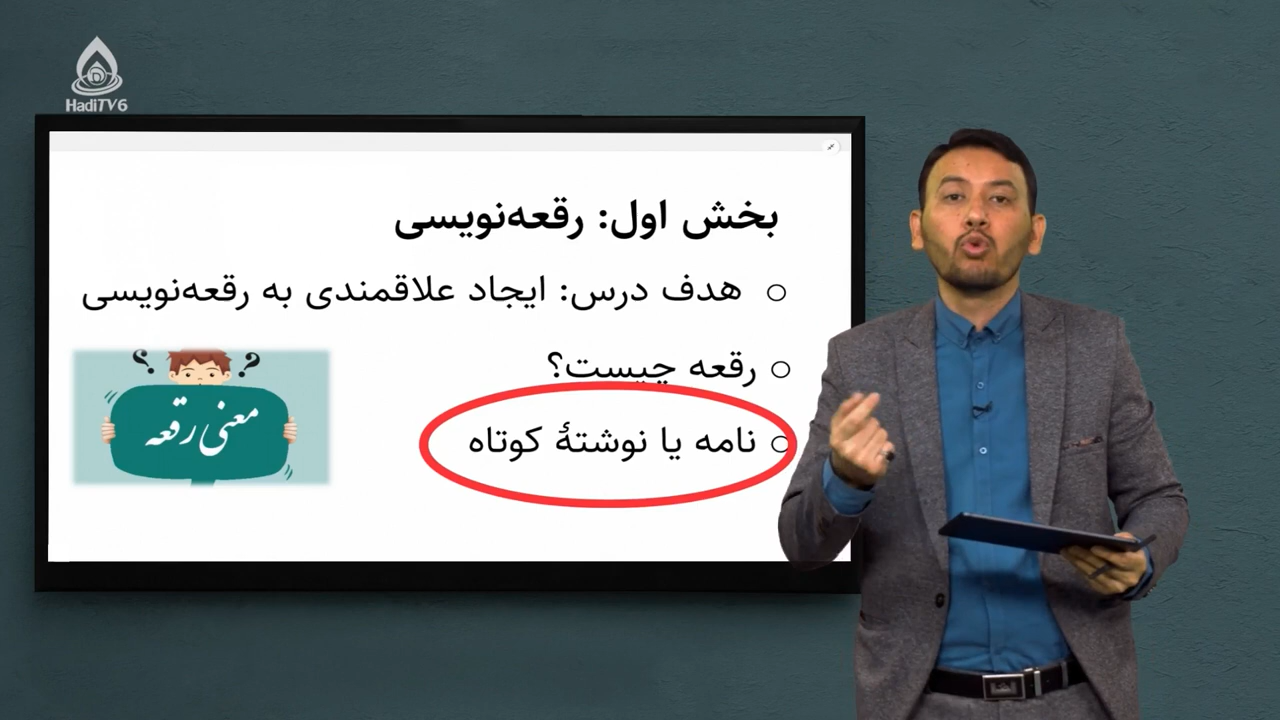 HadiTV6
بخش اول: رقعه‌نویسی
هدف درس: ایجاد علاقمندی به رقعه‌نویسی
رقعه چیست؟
نامه یا نوشتهٔ کوتاه
معنی رقعه